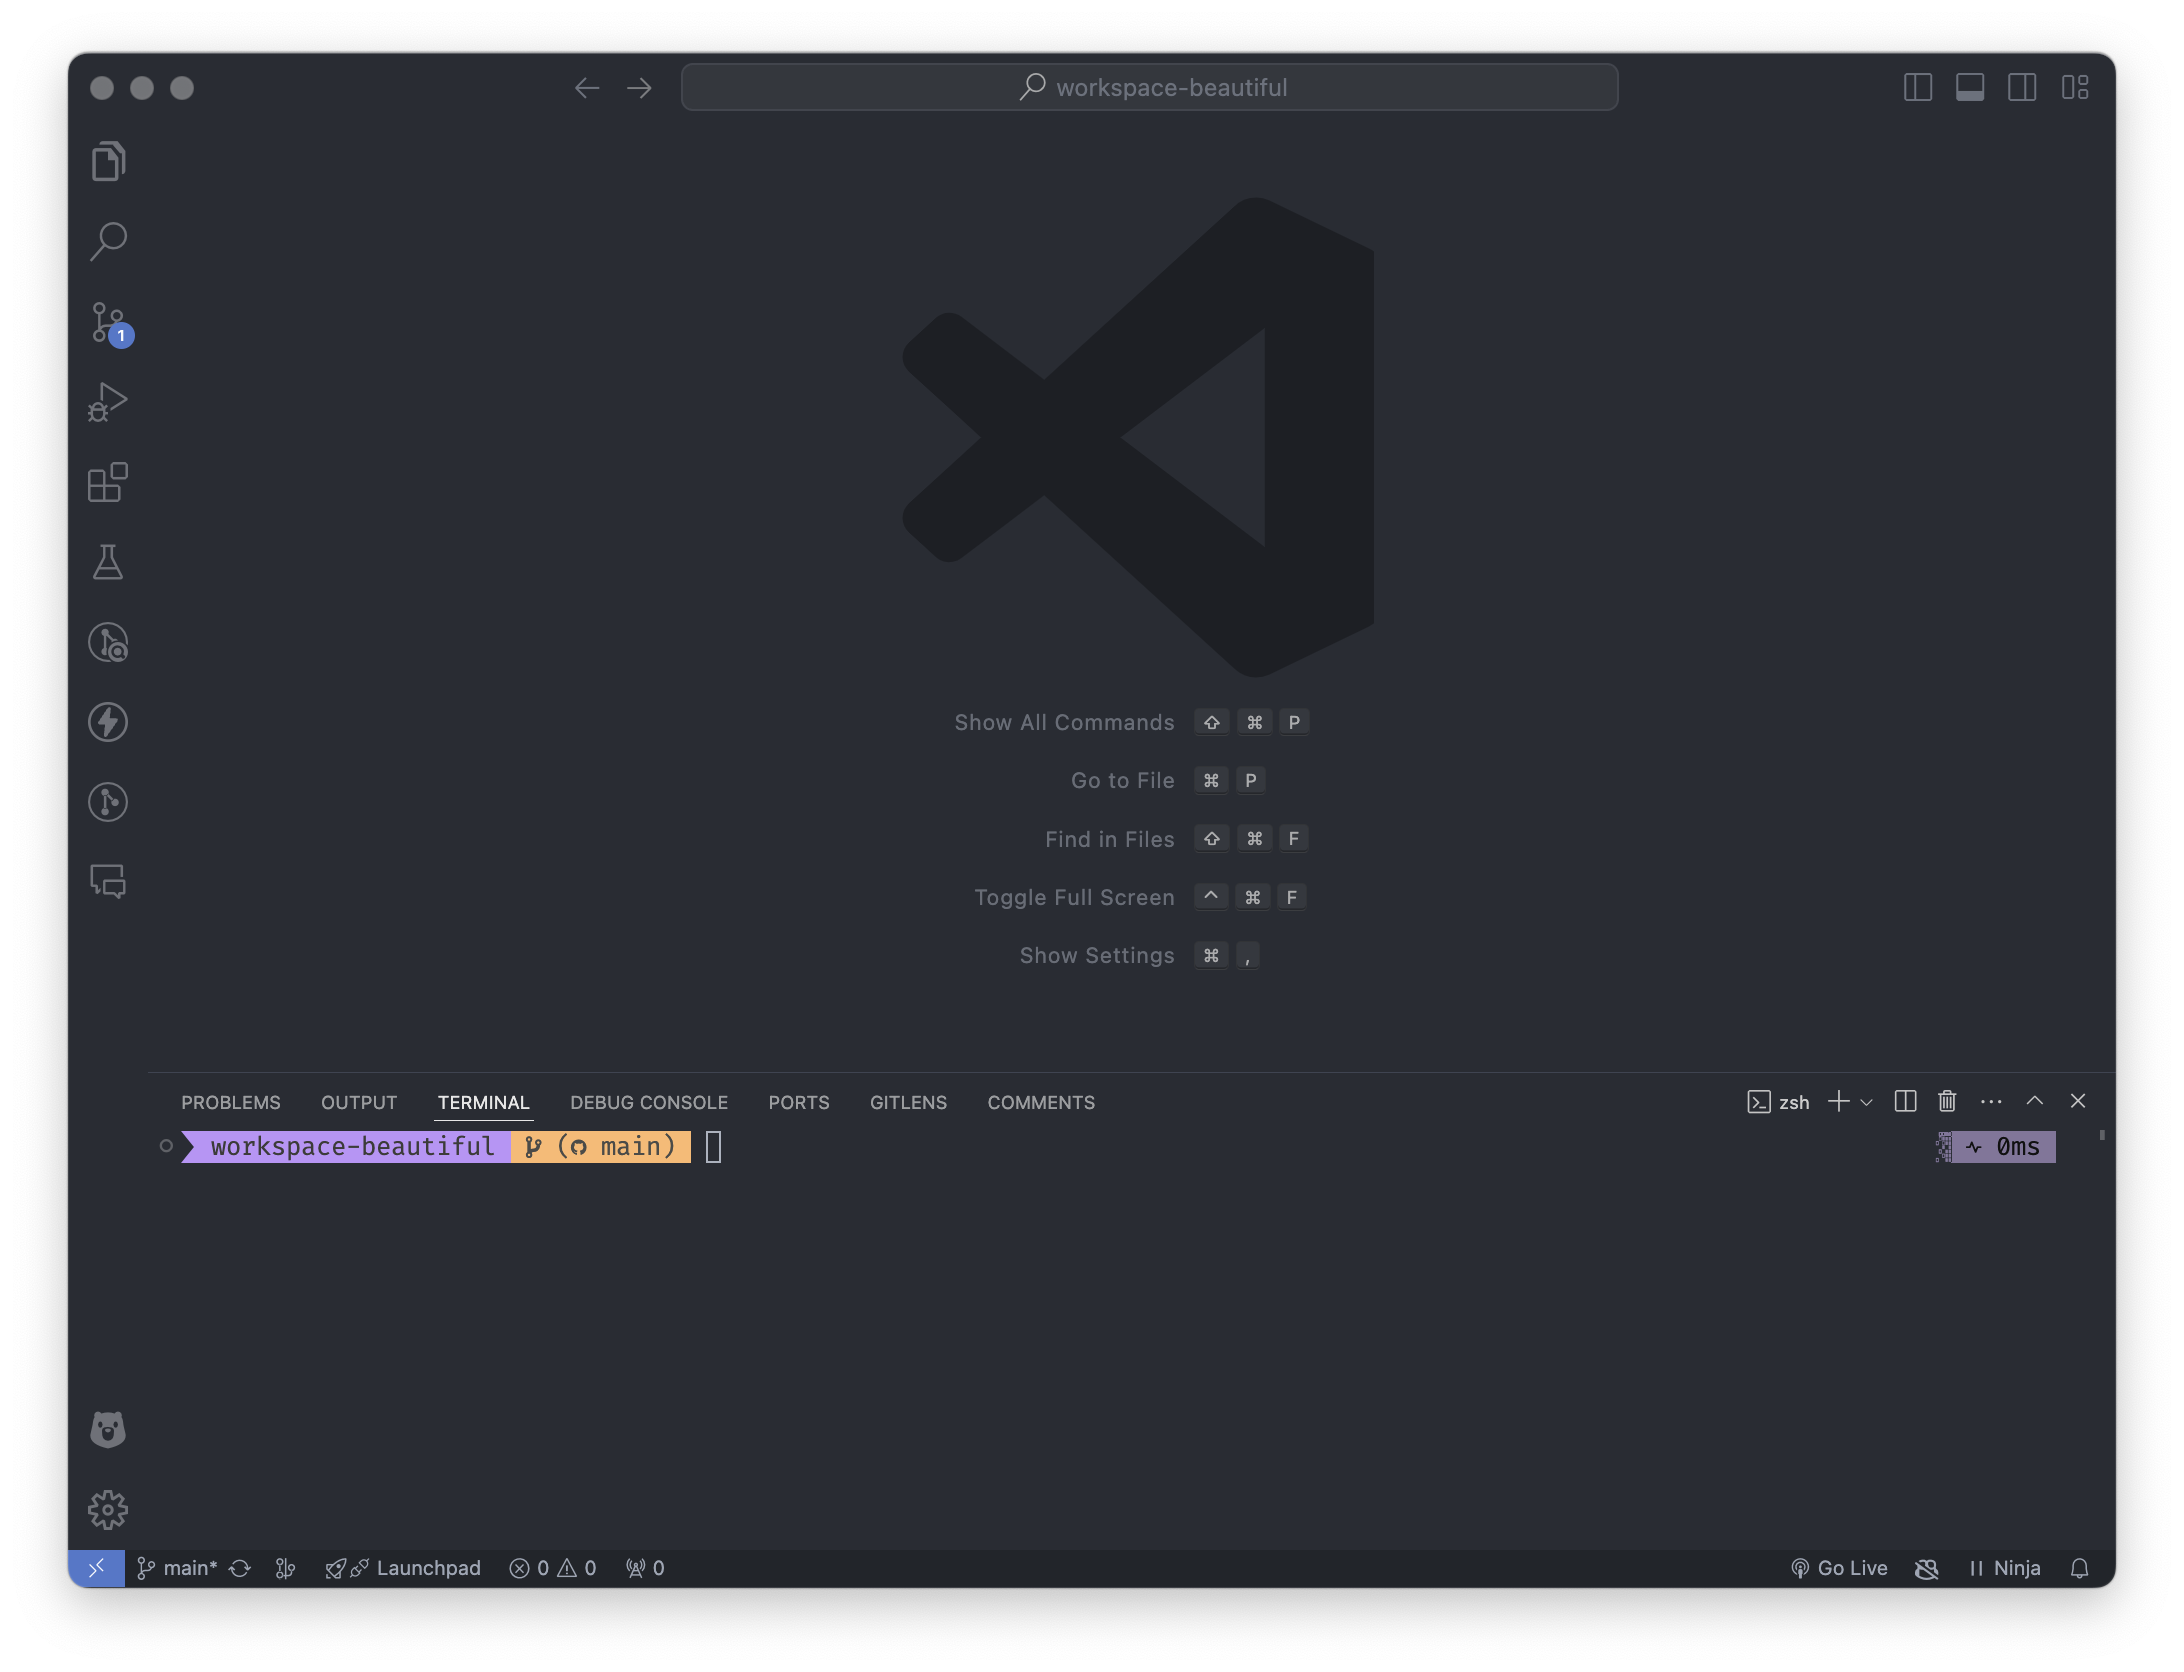 workspace-beautiful
1
Show All Commands ⇧ ⌘ P
Go to File ⌘ P
Find in Files ⇧ ⌘ F
Toggle Full Screen ^ ⌘ F
Show Settings ⌘ ,
PROBLEMS OUTPUT TERMINAL DEBUG CONSOLE PORTS GITLENS COMMENTS zsh
workspace-beautiful ( main) 0ms
main* Launchpad 0 0 0 Go Live Ninja